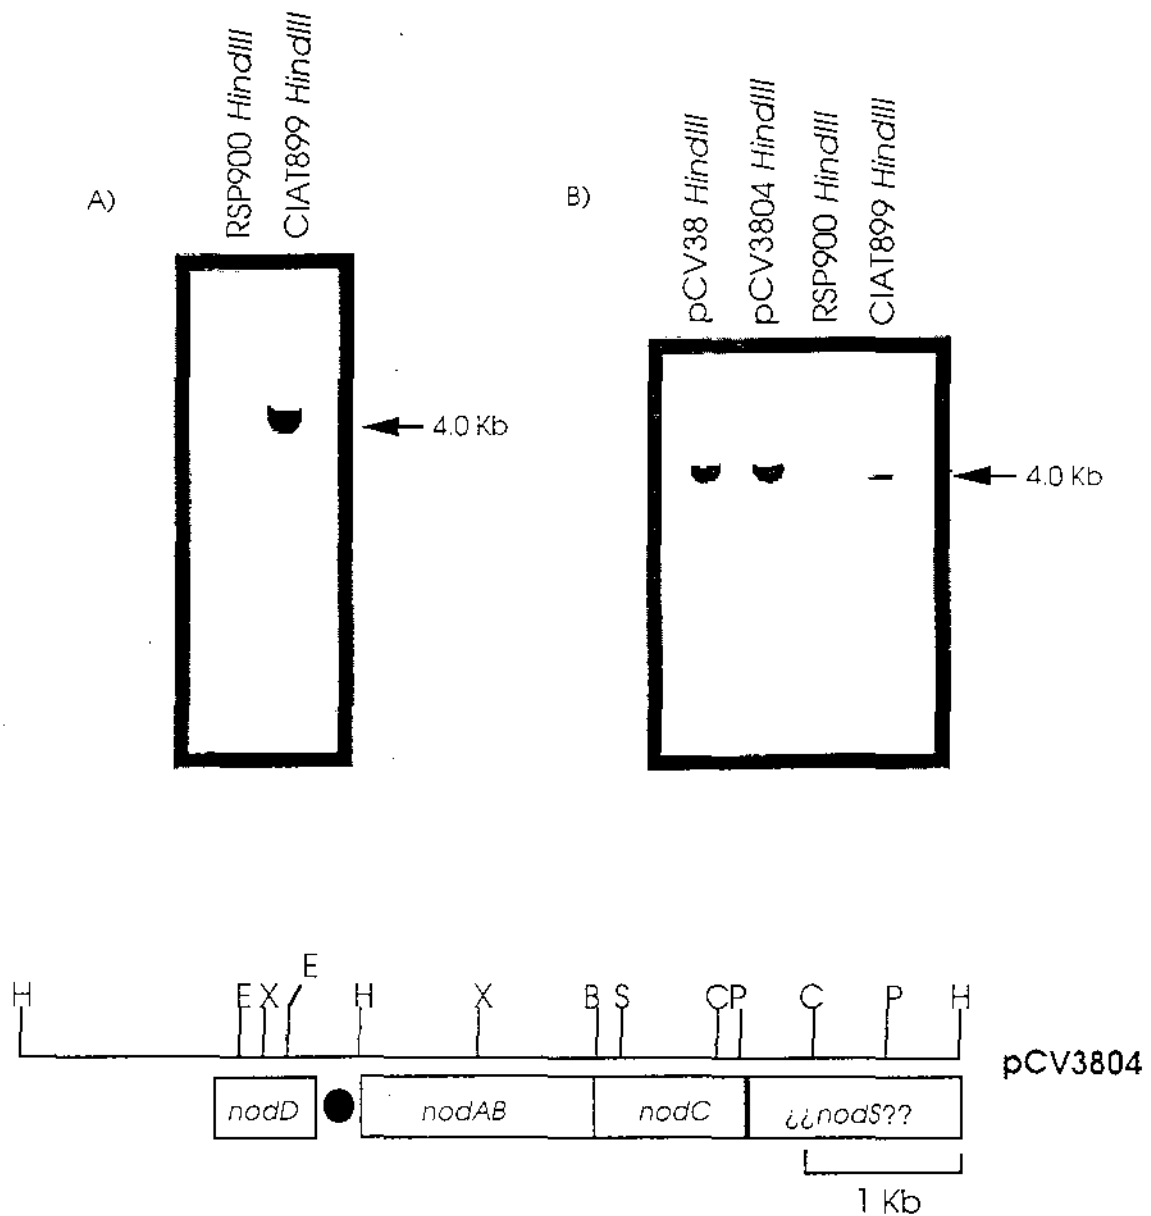 A)
RSP900 HindIII
CIAT899 HindIII
4.0 Kb
B)
pCV38 HindIII
pCV3804 HindIII
RSP900 HindIII
CIAT899 HindIII
4.0 Kb
H E X E H X B S C P C P H
pCV3804
nodD nodAB nodC ¿¿nodS??
1 Kb